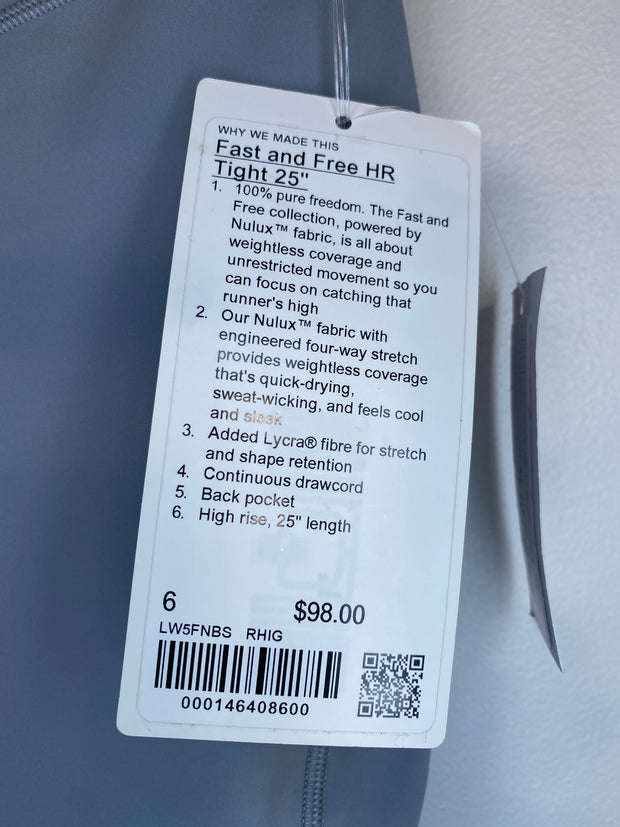 WHY WE MADE THIS
Fast and Free HR
Tight 25"
1. 100% pure freedom. The Fast and
Free collection, powered by
Nulux™ fabric, is all about
weightless coverage and
unrestricted movement so you
can focus on catching that
runner's high
2. Our Nulux™ fabric with
engineered four-way stretch
provides weightless coverage
that's quick-drying,
sweat-wicking, and feels cool
and sleek
3. Added Lycra® fibre for stretch
and shape retention
4. Continuous drawcord
5. Back pocket
6. High rise, 25" length
6 $98.00
LW5FNBS RHIG
000146408600